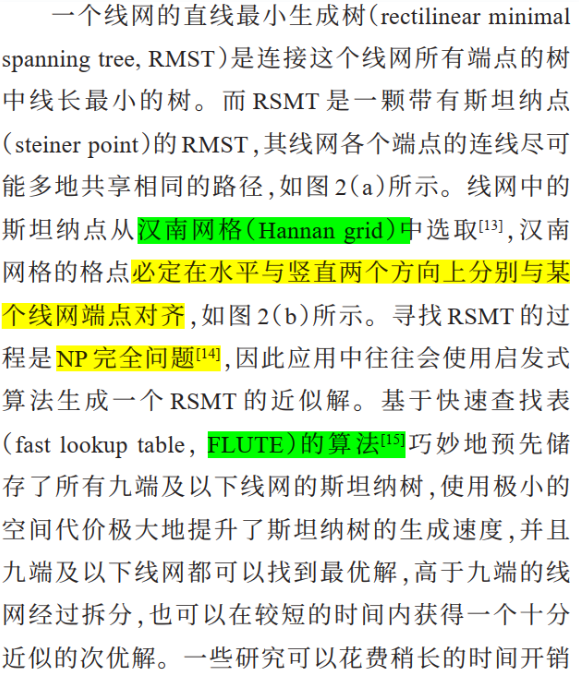 一个线网的直线最小生成树(rectilinear minimal
spanning tree, RMST)是连接这个线网所有端点的树
中线长最小的树。而 RSMT 是一颗带有斯坦纳点
(steiner point)的 RMST,其线网各个端点的连线尽可
能多地共享相同的路径,如图 2(a)所示。线网中的
斯坦纳点从汉南网格(Hannan grid)中选取[13],汉南
网格的格点必定在水平与竖直两个方向上分别与某
个线网端点对齐,如图 2(b)所示。寻找 RSMT 的过
程是 NP 完全问题[14],因此应用中往往会使用启发式
算法生成一个 RSMT 的近似解。基于快速查找表
(fast lookup table, FLUTE)的算法[15]巧妙地预先储
存了所有九端及以下线网的斯坦纳树,使用极小的
空间代价极大地提升了斯坦纳树的生成速度,并且
九端及以下线网都可以找到最优解,高于九端的线
网经过拆分,也可以在较短的时间内获得一个十分
近似的次优解。一些研究可以花费稍长的时间开销